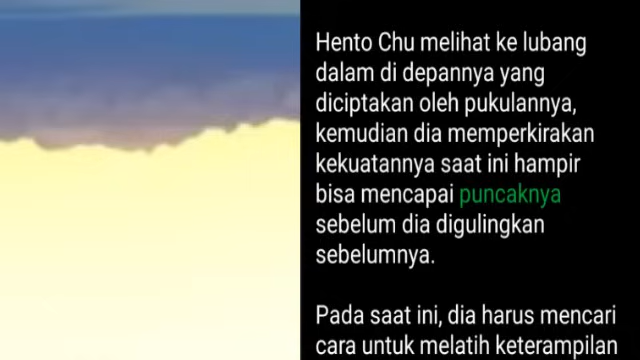 Hento Chu melihat ke lubang
dalam di depannya yang
diciptakan oleh pukulannya,
kemudian dia memperkirakan
kekuatannya saat ini hampir
bisa mencapai puncaknya
sebelum dia digulingkan
sebelumnya.
Pada saat ini, dia harus mencari
cara untuk melatih keterampilan